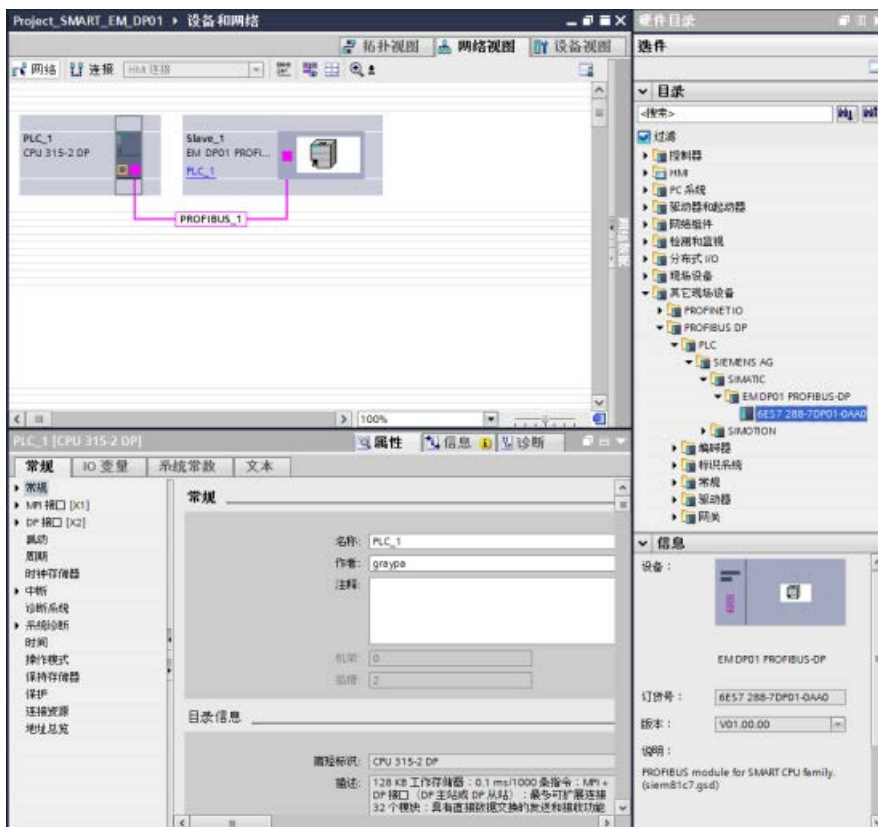 Project_SMART_EM_DP01 ▸ 设备和网络
拓扑视图 网络视图 设备视图
网络 连接 HMI 连接
PLC_1
CPU 315-2 DP
Slave_1
EM DP01 PROFI...
PLC_1
PROFIBUS_1
网络数据
100%
PLC_1 [CPU 315-2 DP]
属性 信息 诊断
常规 IO 变量 系统常数 文本
常规
MPI 接口 [X1]
DP 接口 [X2]
启动
周期
时钟存储器
中断
诊断系统
系统诊断
时间
操作模式
保持存储器
保护
连接资源
地址总览
常规
名称: PLC_1
作者: graypa
注释:
机架: 0
插槽: 2
目录信息
简短标识: CPU 315-2 DP
描述: 128 KB 工作存储器；0.1 ms/1000 条指令；MPI +
DP 接口（DP 主站或 DP 从站）；最多可扩展连接
32 个模块；具有直接数据交换的发送和接收功能
硬件目录
选件
目录
<搜索>
过滤
控制器
HMI
PC 系统
驱动器和起动器
网络组件
检测和监视
分布式 I/O
现场设备
其它现场设备
PROFINET IO
PROFIBUS DP
PLC
SIEMENS AG
SIMATIC
EM DP01 PROFIBUS-DP
6ES7 288-7DP01-0AA0
SIMOTION
编码器
标识系统
常规
驱动器
网关
信息
设备：
EM DP01 PROFIBUS-DP
订货号： 6ES7 288-7DP01-0AA0
版本： V01.00.00
说明：
PROFIBUS module for SMART CPU family.
(siem81c7.gsd)